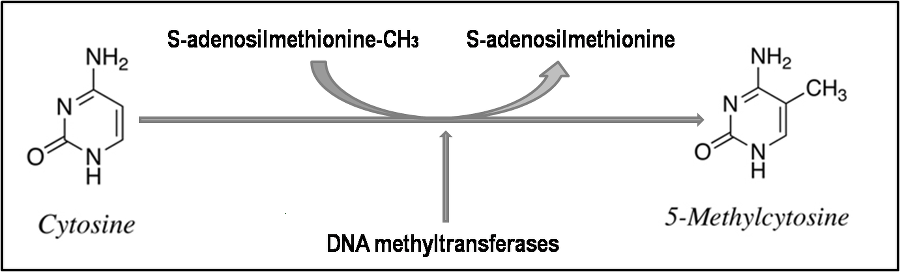 S-adenosilmethionine-CH₃
S-adenosilmethionine
NH₂
N
O
N
H
Cytosine
NH₂
CH₃
N
O
N
H
5-Methylcytosine
DNA methyltransferases